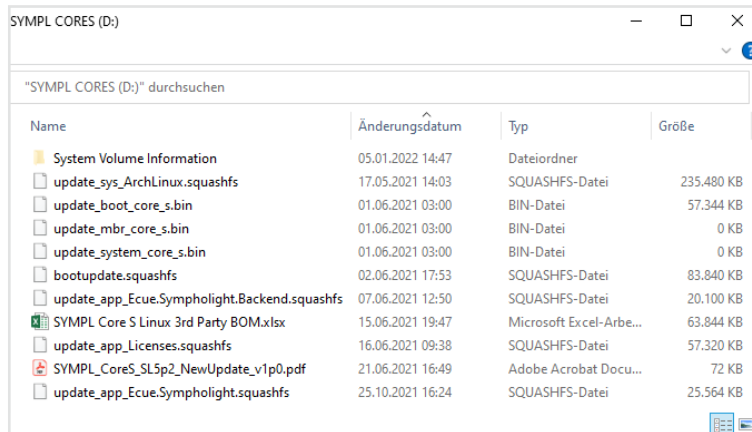 SYMPL CORES (D:)
"SYMPL CORES (D:)" durchsuchen
Name Änderungsdatum Typ Größe
System Volume Information 05.01.2022 14:47 Dateiordner
update_sys_ArchLinux.squashfs 17.05.2021 14:03 SQUASHFS-Datei 235.480 KB
update_boot_core_s.bin 01.06.2021 03:00 BIN-Datei 57.344 KB
update_mbr_core_s.bin 01.06.2021 03:00 BIN-Datei 0 KB
update_system_core_s.bin 01.06.2021 03:00 BIN-Datei 0 KB
bootupdate.squashfs 02.06.2021 17:53 SQUASHFS-Datei 83.840 KB
update_app_Ecue.Sympholight.Backend.squashfs 07.06.2021 12:50 SQUASHFS-Datei 20.100 KB
SYMPL Core S Linux 3rd Party BOM.xlsx 15.06.2021 19:47 Microsoft Excel-Arbe... 63.844 KB
update_app_Licenses.squashfs 16.06.2021 09:38 SQUASHFS-Datei 57.320 KB
SYMPL_CoreS_SL5p2_NewUpdate_v1p0.pdf 21.06.2021 16:49 Adobe Acrobat Docu... 72 KB
update_app_Ecue.Sympholight.squashfs 25.10.2021 16:24 SQUASHFS-Datei 25.564 KB